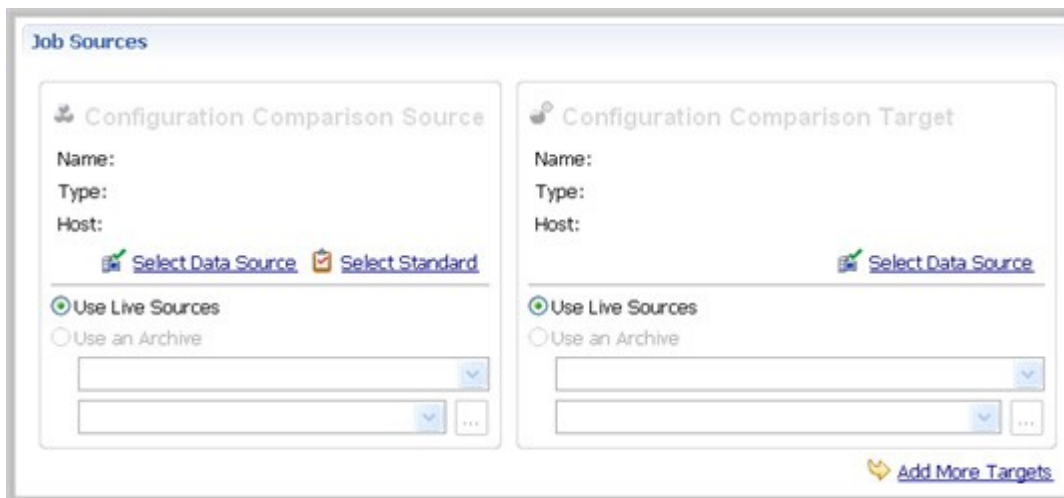 Job Sources
Configuration Comparison Source
Name:
Type:
Host:
Select Data Source Select Standard
Use Live Sources
Use an Archive
...
Configuration Comparison Target
Name:
Type:
Host:
Select Data Source
Use Live Sources
Use an Archive
...
Add More Targets